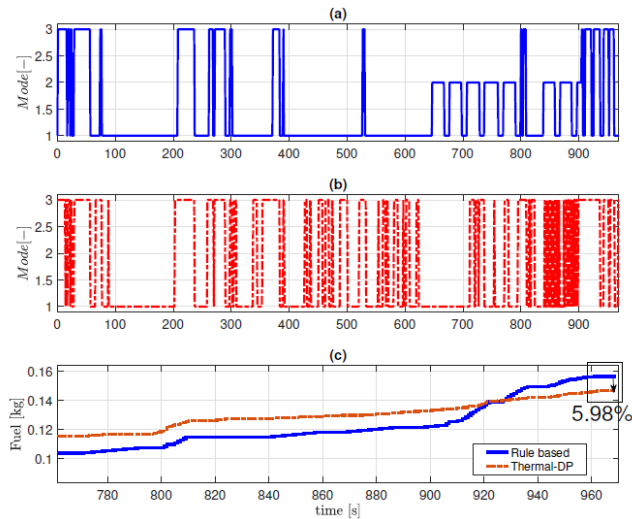 (a)
Mode[−]
3
2
1
0 100 200 300 400 500 600 700 800 900
(b)
Mode[−]
3
2
1
0 100 200 300 400 500 600 700 800 900
(c)
Fuel [kg]
0.16
0.14
0.12
0.1
5.98%
Rule based
Thermal-DP
780 800 820 840 860 880 900 920 940 960
time [s]